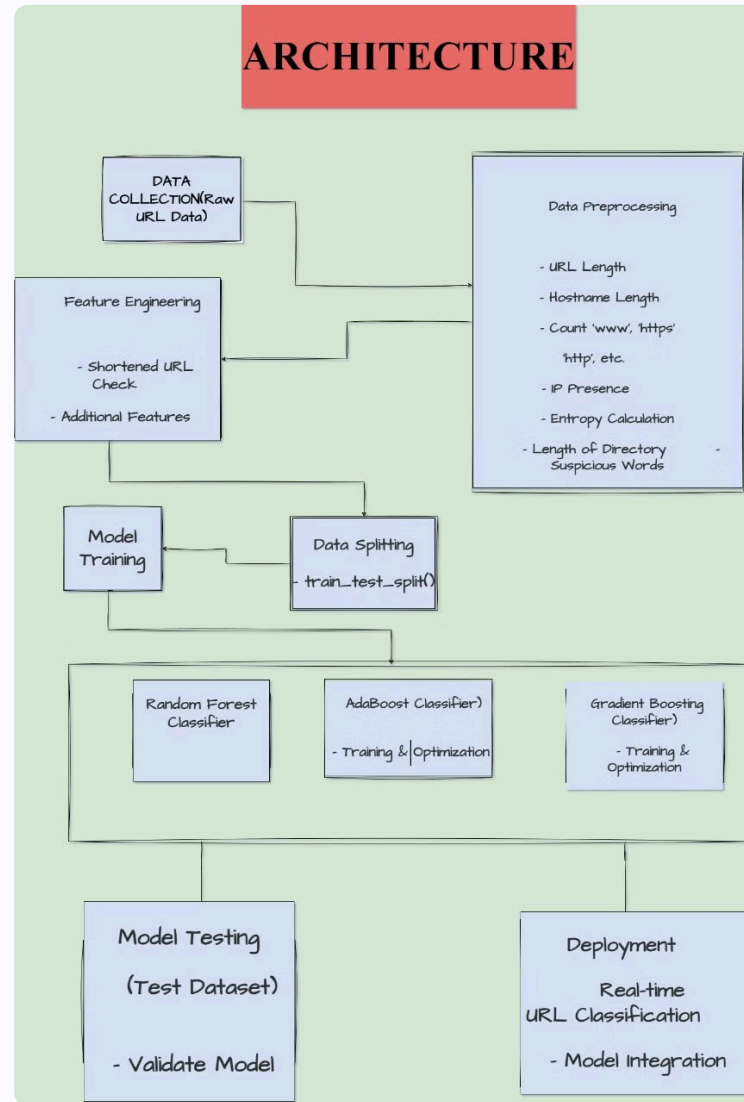 ARCHITECTURE
DATA
COLLECTION(Raw
URL Data)
Data Preprocessing
- URL Length
- Hostname Length
- Count 'www', 'https'
'http', etc.
- IP Presence
- Entropy Calculation
- Length of Directory -
Suspicious Words
Feature Engineering
- Shortened URL
Check
- Additional Features
Model
Training
Data Splitting
- train_test_split()
Random Forest
Classifier
AdaBoost Classifier)
- Training & Optimization
Gradient Boosting
Classifier)
- Training &
Optimization
Model Testing
(Test Dataset)
- Validate Model
Deployment
Real-time
URL Classification
- Model Integration